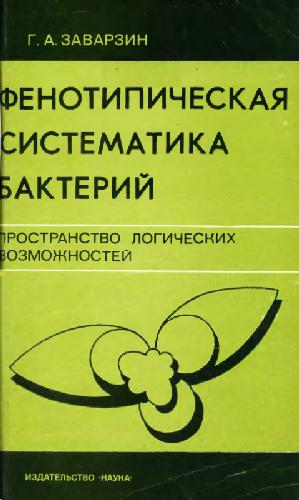 Г. А. ЗАВАРЗИН
ФЕНОТИПИЧЕСКАЯ
СИСТЕМАТИКА
БАКТЕРИЙ
ПРОСТРАНСТВО ЛОГИЧЕСКИХ
ВОЗМОЖНОСТЕЙ
ИЗДАТЕЛЬСТВО «НАУКА»